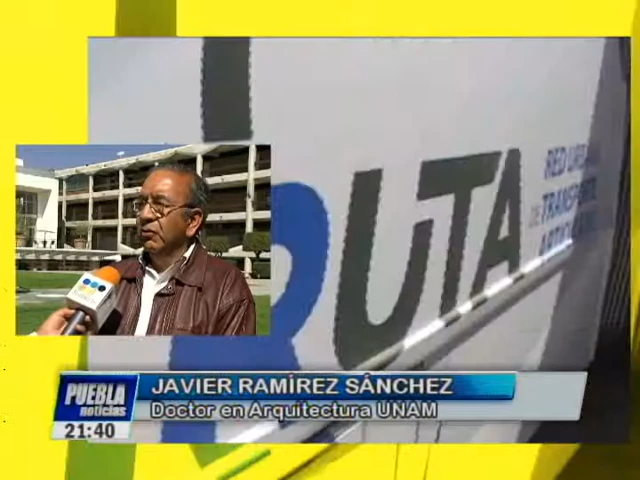 RUTA
RED URBANA
DE TRANSPORTE
ARTICULADO
JAVIER RAMÍREZ SÁNCHEZ
Doctor en Arquitectura UNAM
PUEBLA
noticias
21:40